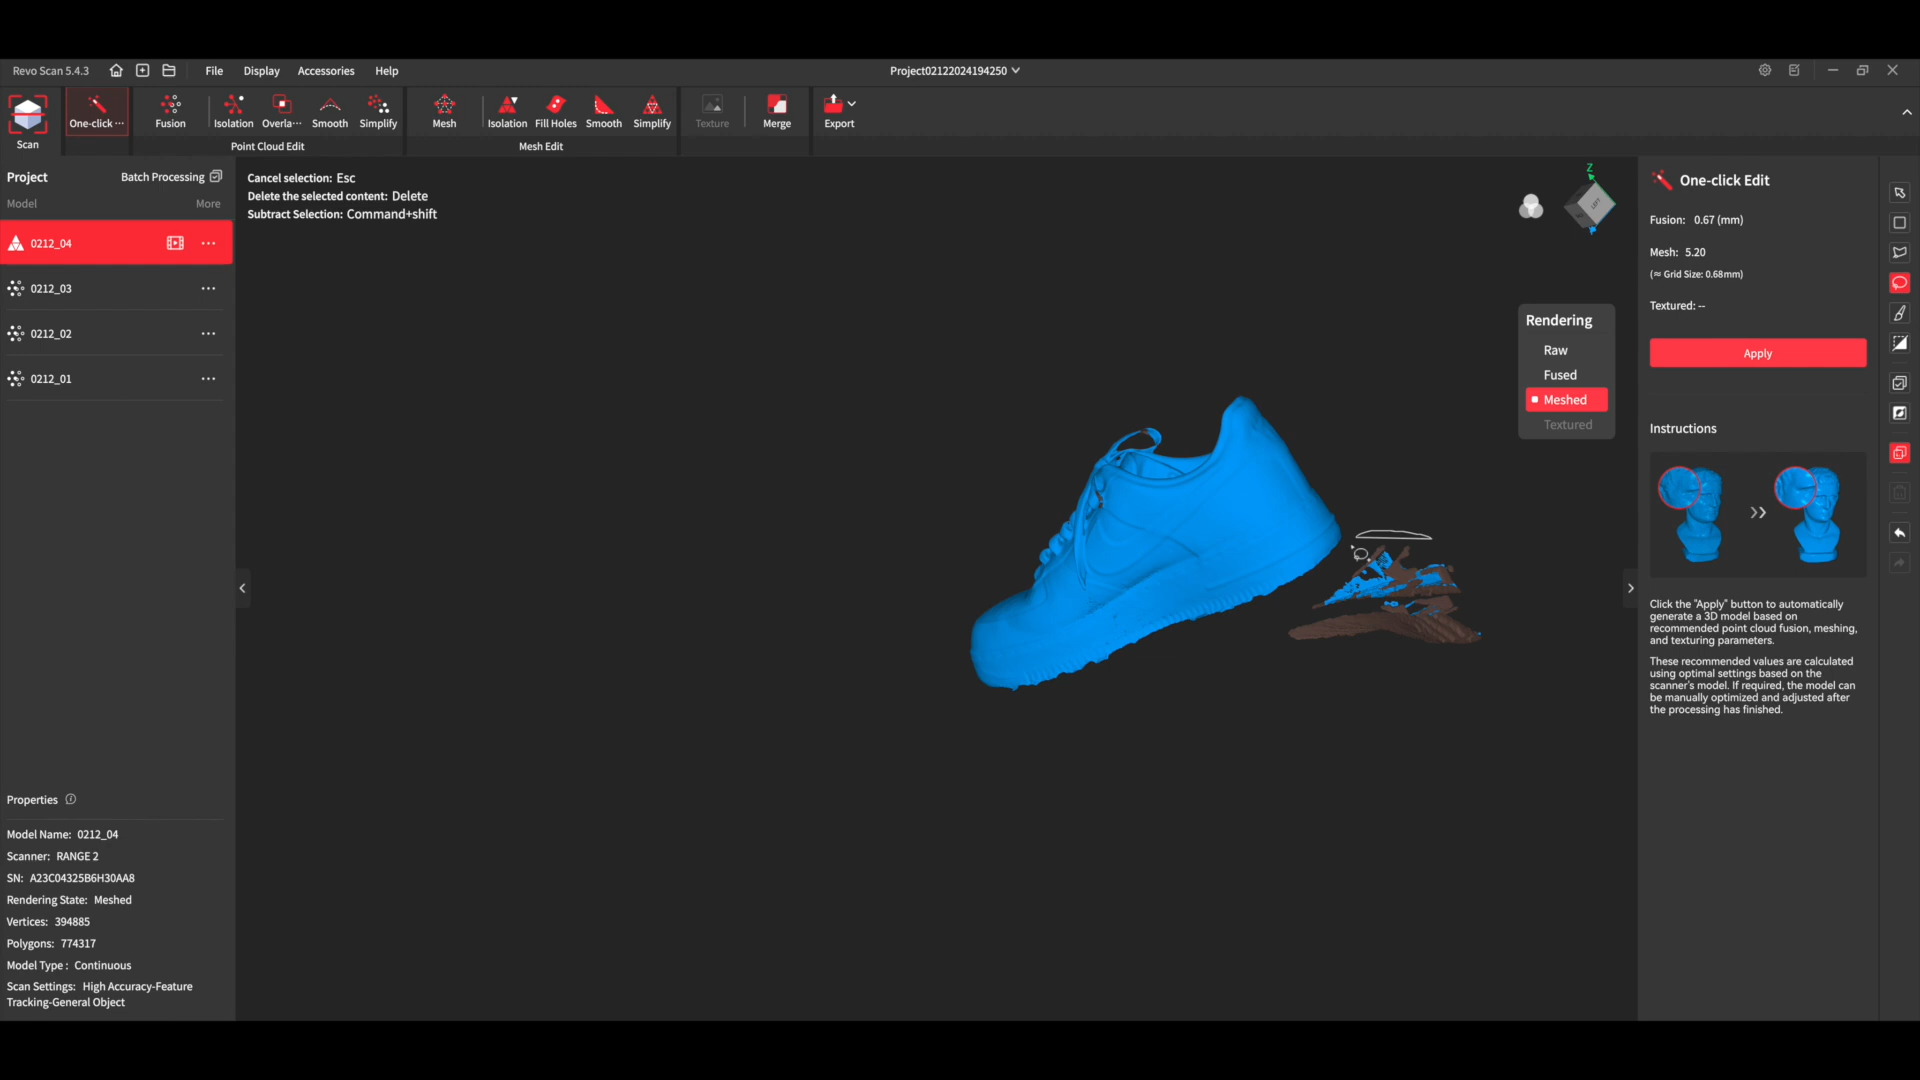 Revo Scan 5.4.3
File
Display
Accessories
Help
Project02122024194250
Scan
One-click ···
Fusion
Isolation
Overla···
Smooth
Simplify
Point Cloud Edit
Mesh
Isolation
Fill Holes
Smooth
Simplify
Mesh Edit
Texture
Merge
Export
Project
Batch Processing
Model
More
0212_04
0212_03
0212_02
0212_01
Properties
Model Name: 0212_04
Scanner: RANGE 2
SN: A23C04325B6H30AA8
Rendering State: Meshed
Vertices: 394885
Polygons: 774317
Model Type : Continuous
Scan Settings: High Accuracy-Feature
Tracking-General Object
Cancel selection: Esc
Delete the selected content: Delete
Subtract Selection: Command+shift
Z
LEFT
Rendering
Raw
Fused
Meshed
Textured
One-click Edit
Fusion: 0.67 (mm)
Mesh: 5.20
(≈ Grid Size: 0.68mm)
Textured: --
Apply
Instructions
Click the "Apply" button to automatically
generate a 3D model based on
recommended point cloud fusion, meshing,
and texturing parameters.
These recommended values are calculated
using optimal settings based on the
scanner's model. If required, the model can
be manually optimized and adjusted after
the processing has finished.